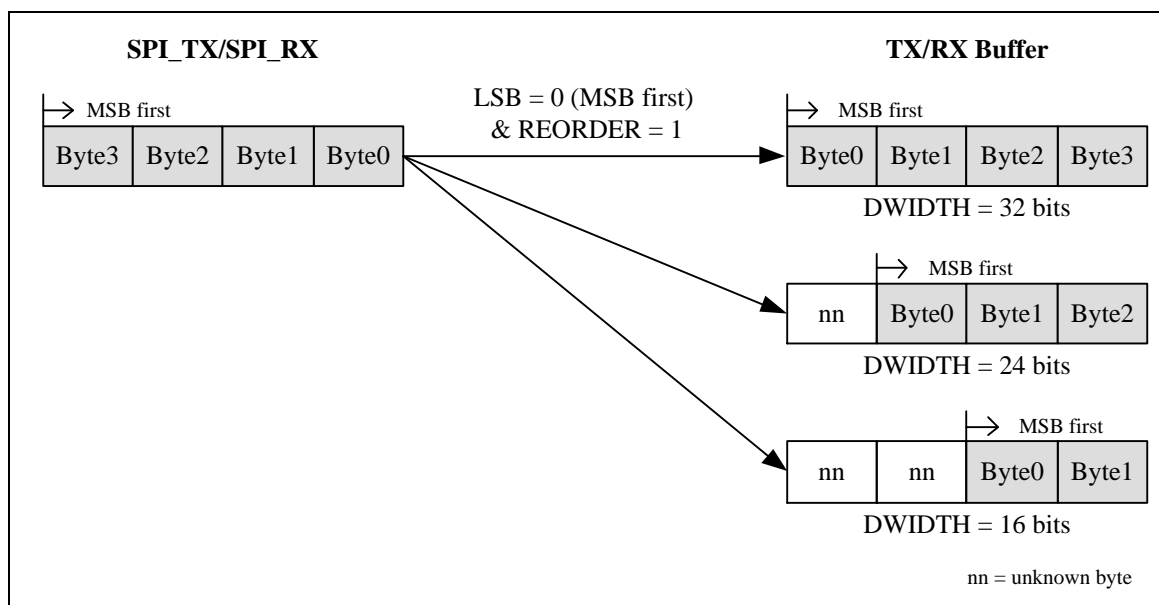 SPI_TX/SPI_RX
TX/RX Buffer
MSB first
LSB = 0 (MSB first)
& REORDER = 1
MSB first
Byte3 Byte2 Byte1 Byte0
Byte0 Byte1 Byte2 Byte3
DWIDTH = 32 bits
MSB first
nn Byte0 Byte1 Byte2
DWIDTH = 24 bits
MSB first
nn nn Byte0 Byte1
DWIDTH = 16 bits
nn = unknown byte